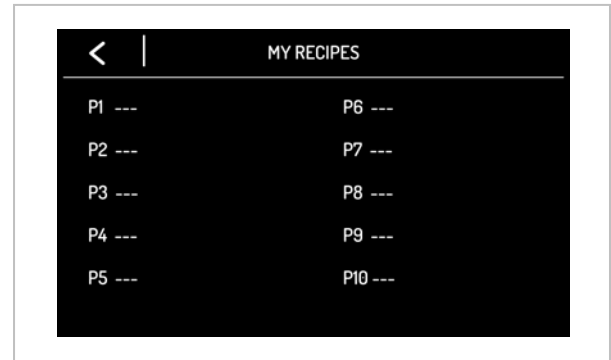 MY RECIPES
P1 ---
P2 ---
P3 ---
P4 ---
P5 ---
P6 ---
P7 ---
P8 ---
P9 ---
P10 ---